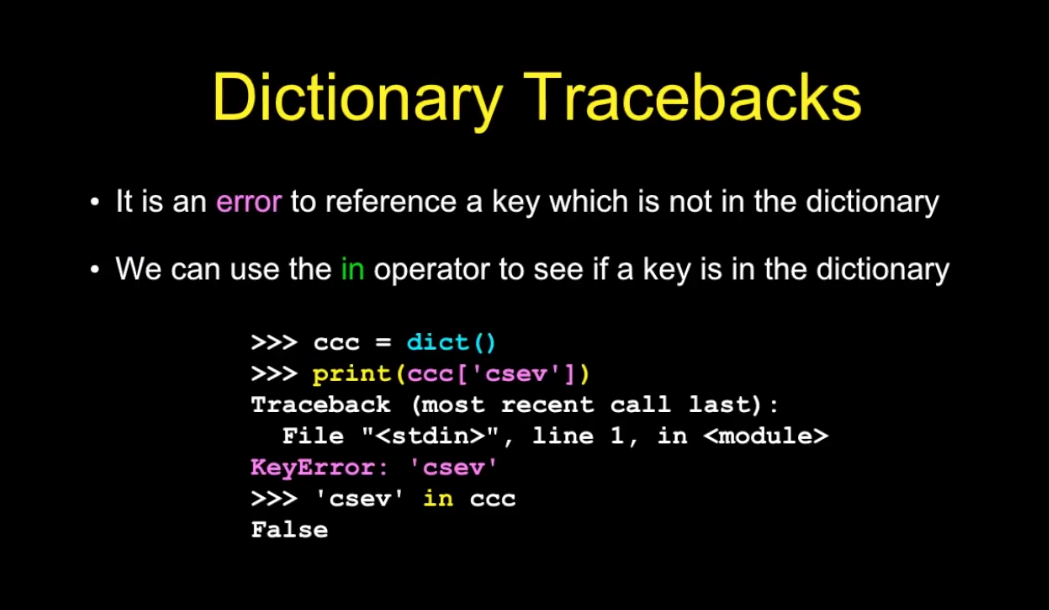 Dictionary Tracebacks
• It is an error to reference a key which is not in the dictionary
• We can use the in operator to see if a key is in the dictionary
>>> ccc = dict()
>>> print(ccc['csev'])
Traceback (most recent call last):
  File "<stdin>", line 1, in <module>
KeyError: 'csev'
>>> 'csev' in ccc
False